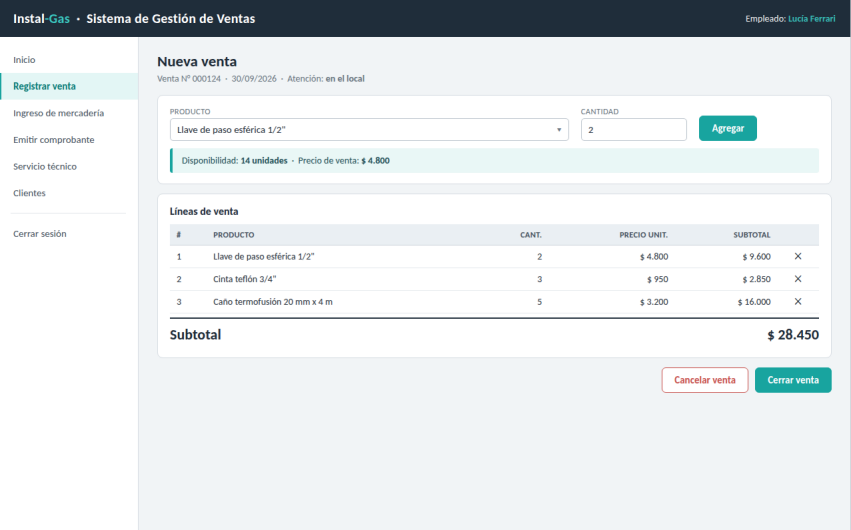 Instal-Gas · Sistema de Gestión de Ventas
Empleado: Lucía Ferrari
Inicio
Registrar venta
Ingreso de mercadería
Emitir comprobante
Servicio técnico
Clientes
Cerrar sesión
Nueva venta
Venta N° 000124 · 30/09/2026 · Atención: en el local
PRODUCTO CANTIDAD
Llave de paso esférica 1/2" 2 Agregar
Disponibilidad: 14 unidades · Precio de venta: $ 4.800
Líneas de venta
# PRODUCTO CANT. PRECIO UNIT. SUBTOTAL
1 Llave de paso esférica 1/2" 2 $ 4.800 $ 9.600 ×
2 Cinta teflón 3/4" 3 $ 950 $ 2.850 ×
3 Caño termofusión 20 mm x 4 m 5 $ 3.200 $ 16.000 ×
Subtotal $ 28.450
Cancelar venta Cerrar venta